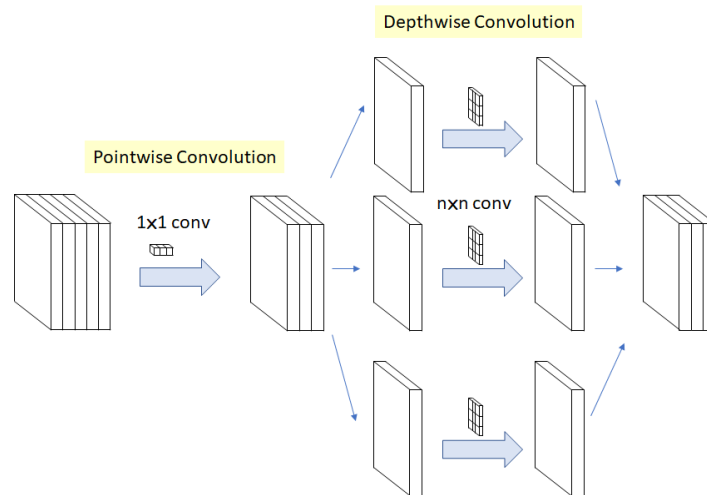 Depthwise Convolution
Pointwise Convolution
1x1 conv
nxn conv